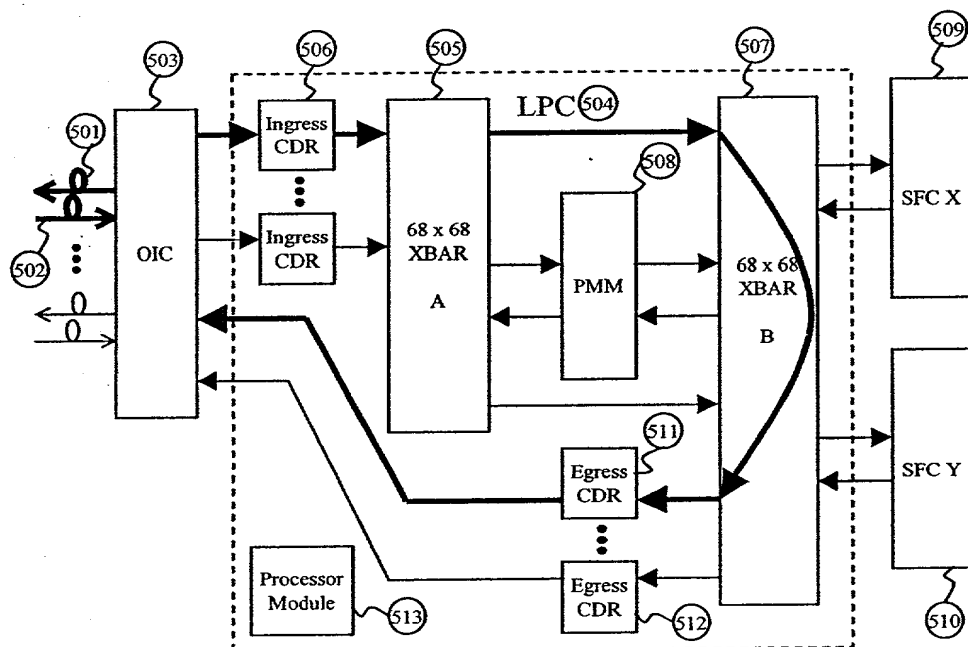 509
503
506
505
507
LPC 504
Ingress
CDR
501
508
SFC X
502
OIC
Ingress
CDR
68 x 68
XBAR
A
PMM
68 x 68
XBAR
B
511
Egress
CDR
SFC Y
Processor
Module
513
Egress
CDR
512
510